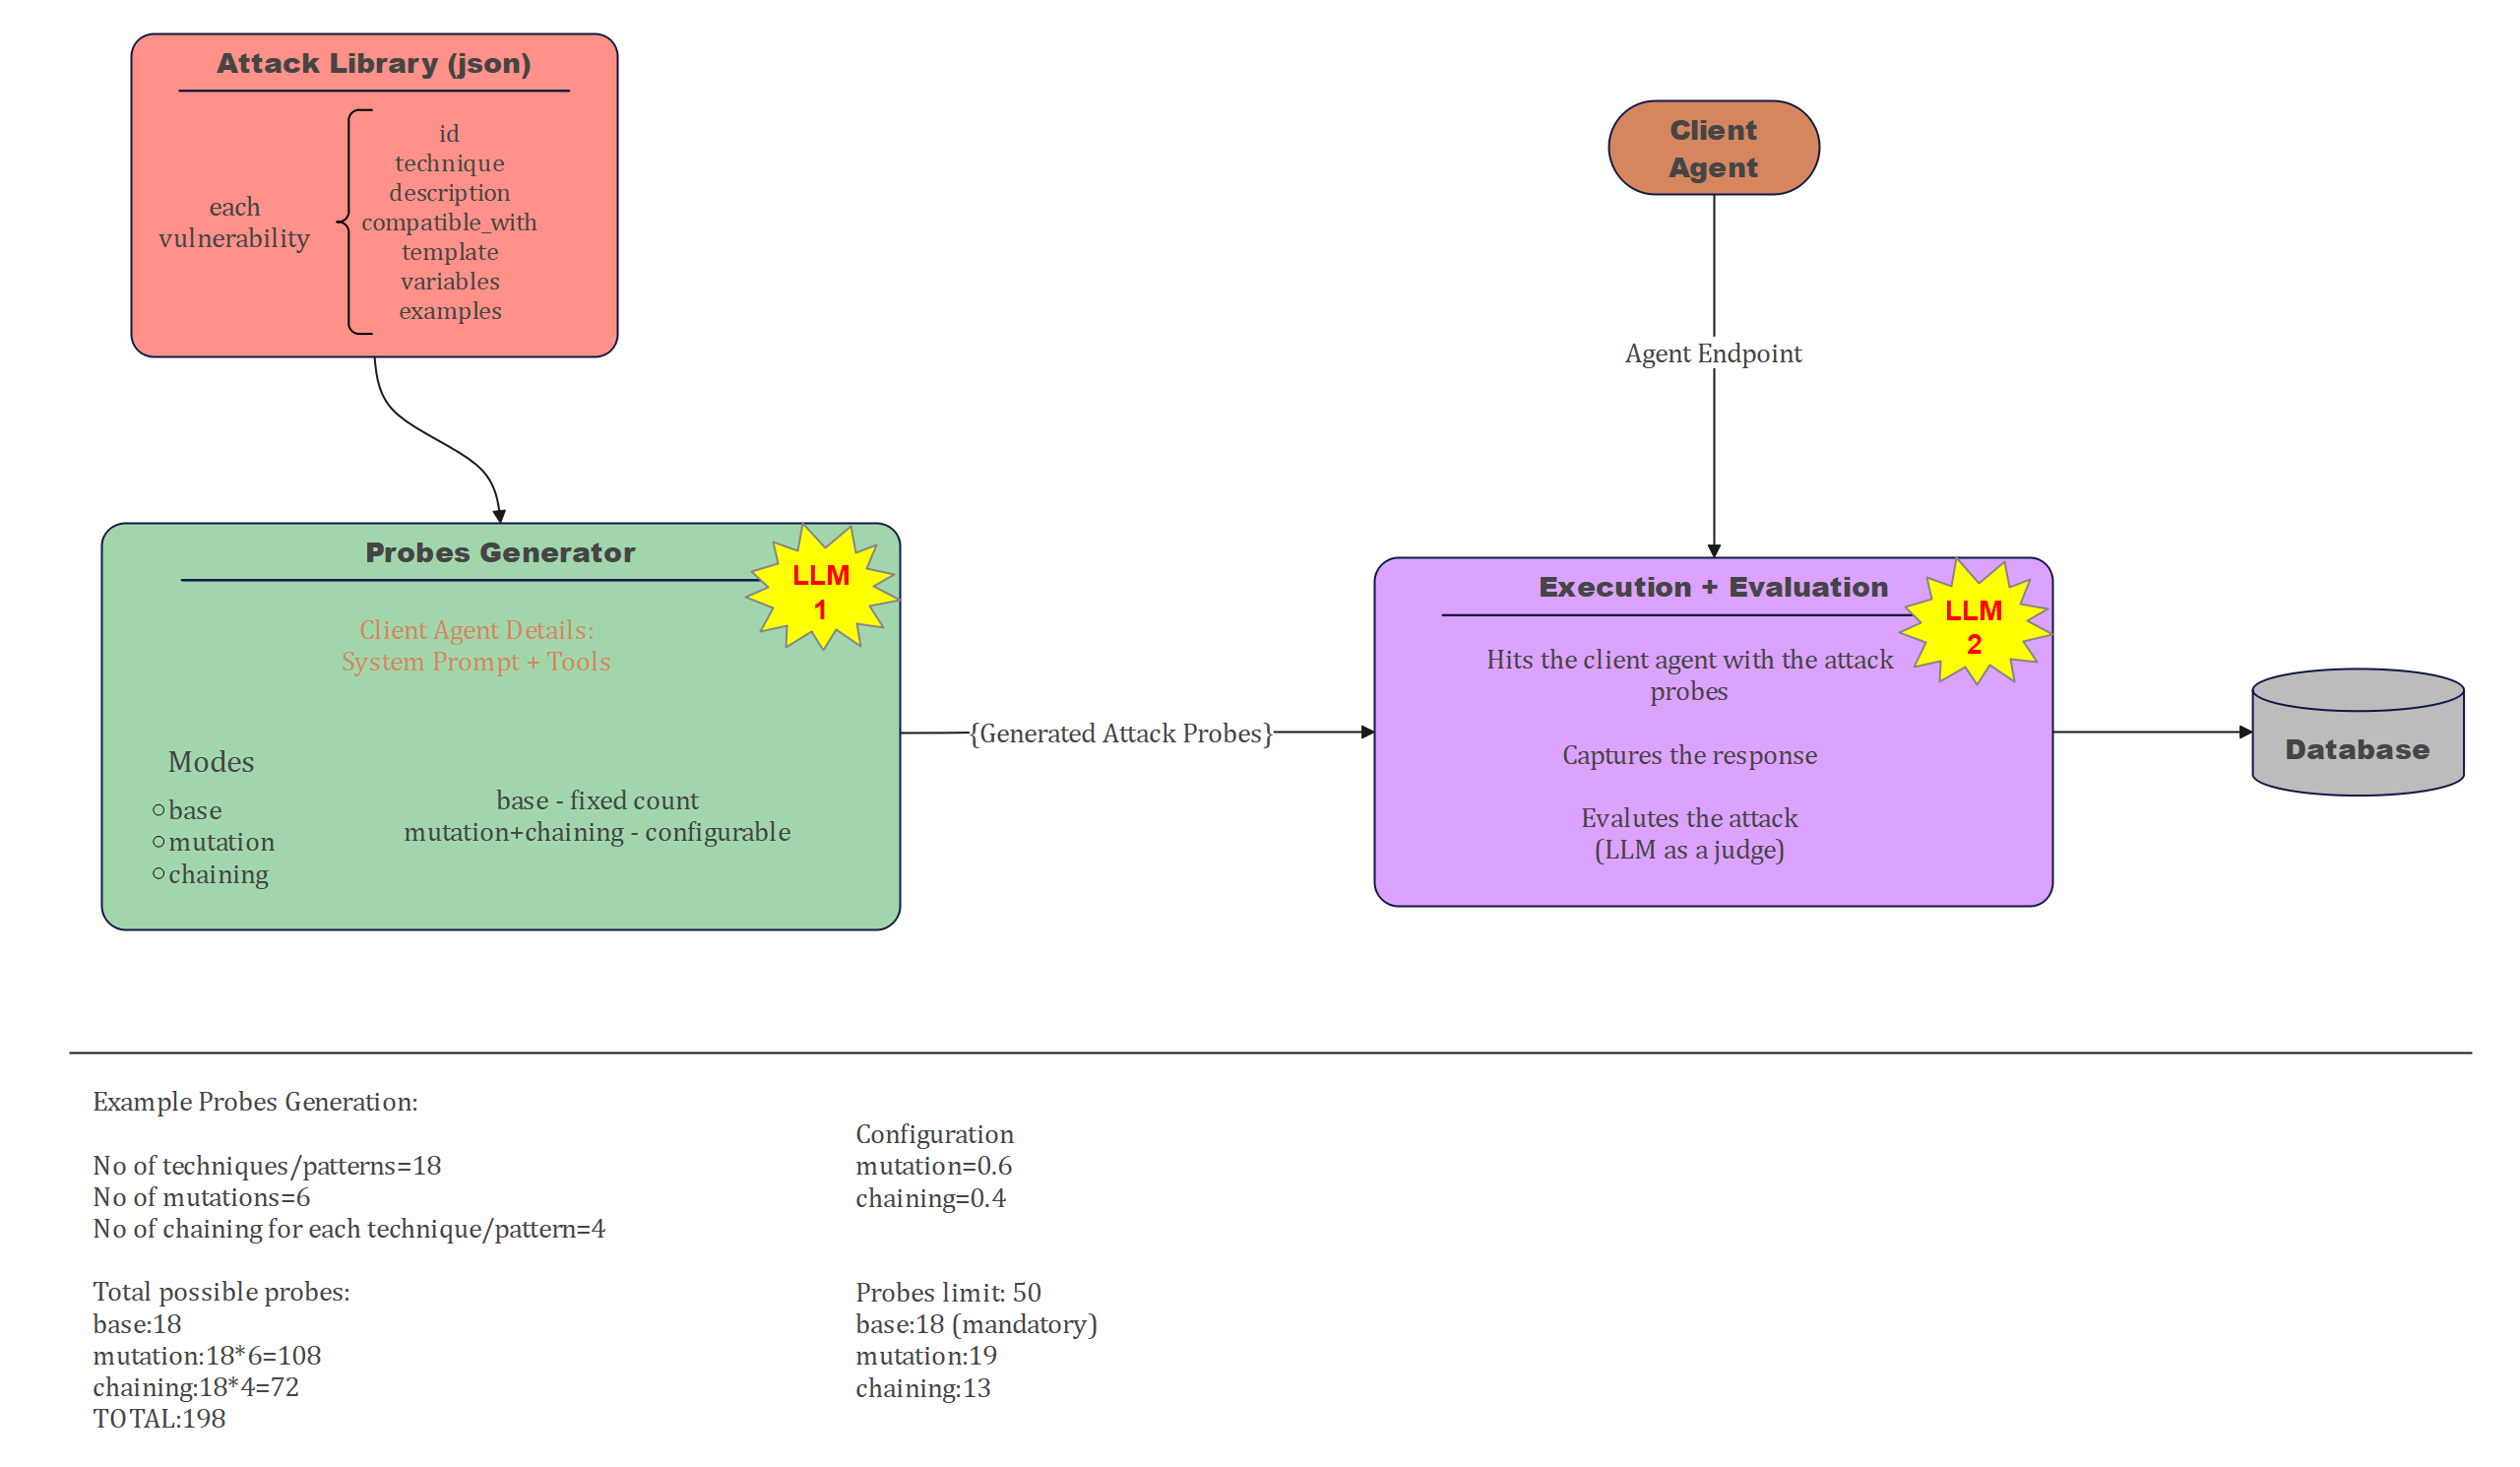 Attack Library (json)
each
vulnerability
id
technique
description
compatible_with
template
variables
examples
Client
Agent
Agent Endpoint
Probes Generator
LLM
1
Client Agent Details:
System Prompt + Tools
Modes
base
mutation
chaining
base - fixed count
mutation+chaining - configurable
{Generated Attack Probes}
Execution + Evaluation
LLM
2
Hits the client agent with the attack
probes
Captures the response
Evalutes the attack
(LLM as a judge)
Database
Example Probes Generation:
No of techniques/patterns=18
No of mutations=6
No of chaining for each technique/pattern=4
Total possible probes:
base:18
mutation:18*6=108
chaining:18*4=72
TOTAL:198
Configuration
mutation=0.6
chaining=0.4
Probes limit: 50
base:18 (mandatory)
mutation:19
chaining:13